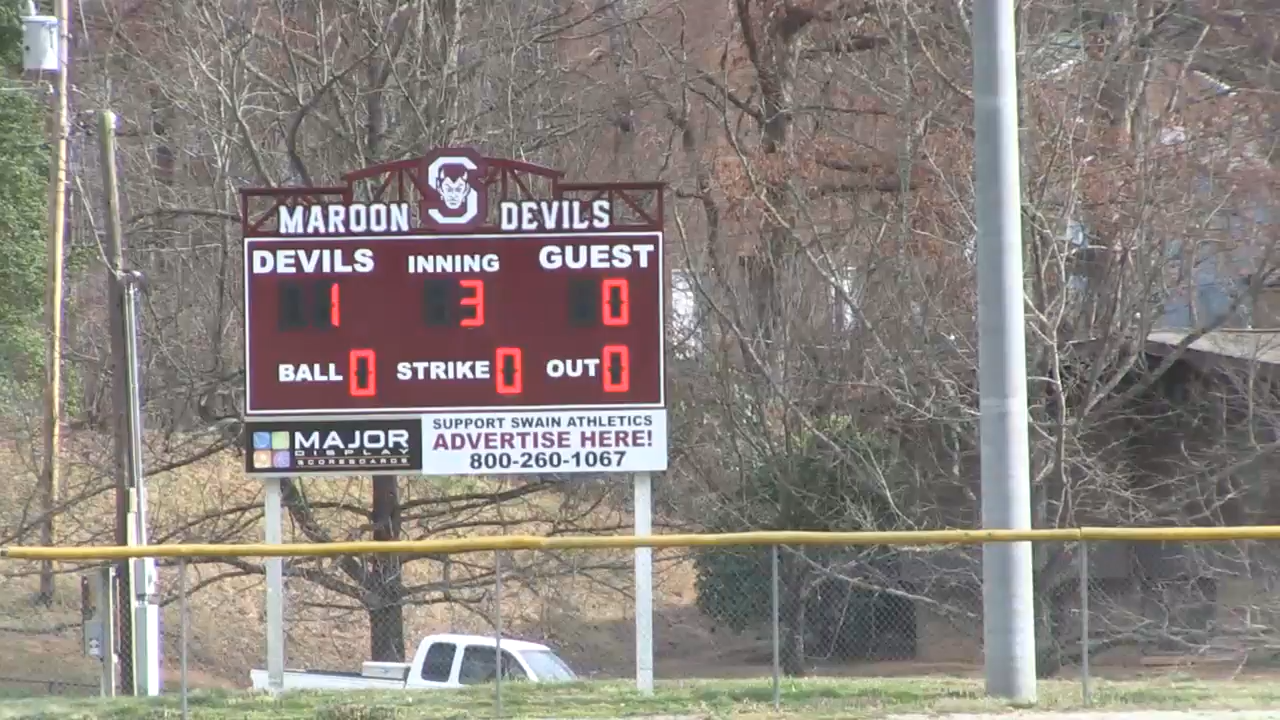 MAROON S DEVILS
DEVILS INNING GUEST
1 3 0
BALL 0 STRIKE 0 OUT 0
MAJOR
DISPLAY
SCOREBOARDS
SUPPORT SWAIN ATHLETICS
ADVERTISE HERE!
800-260-1067